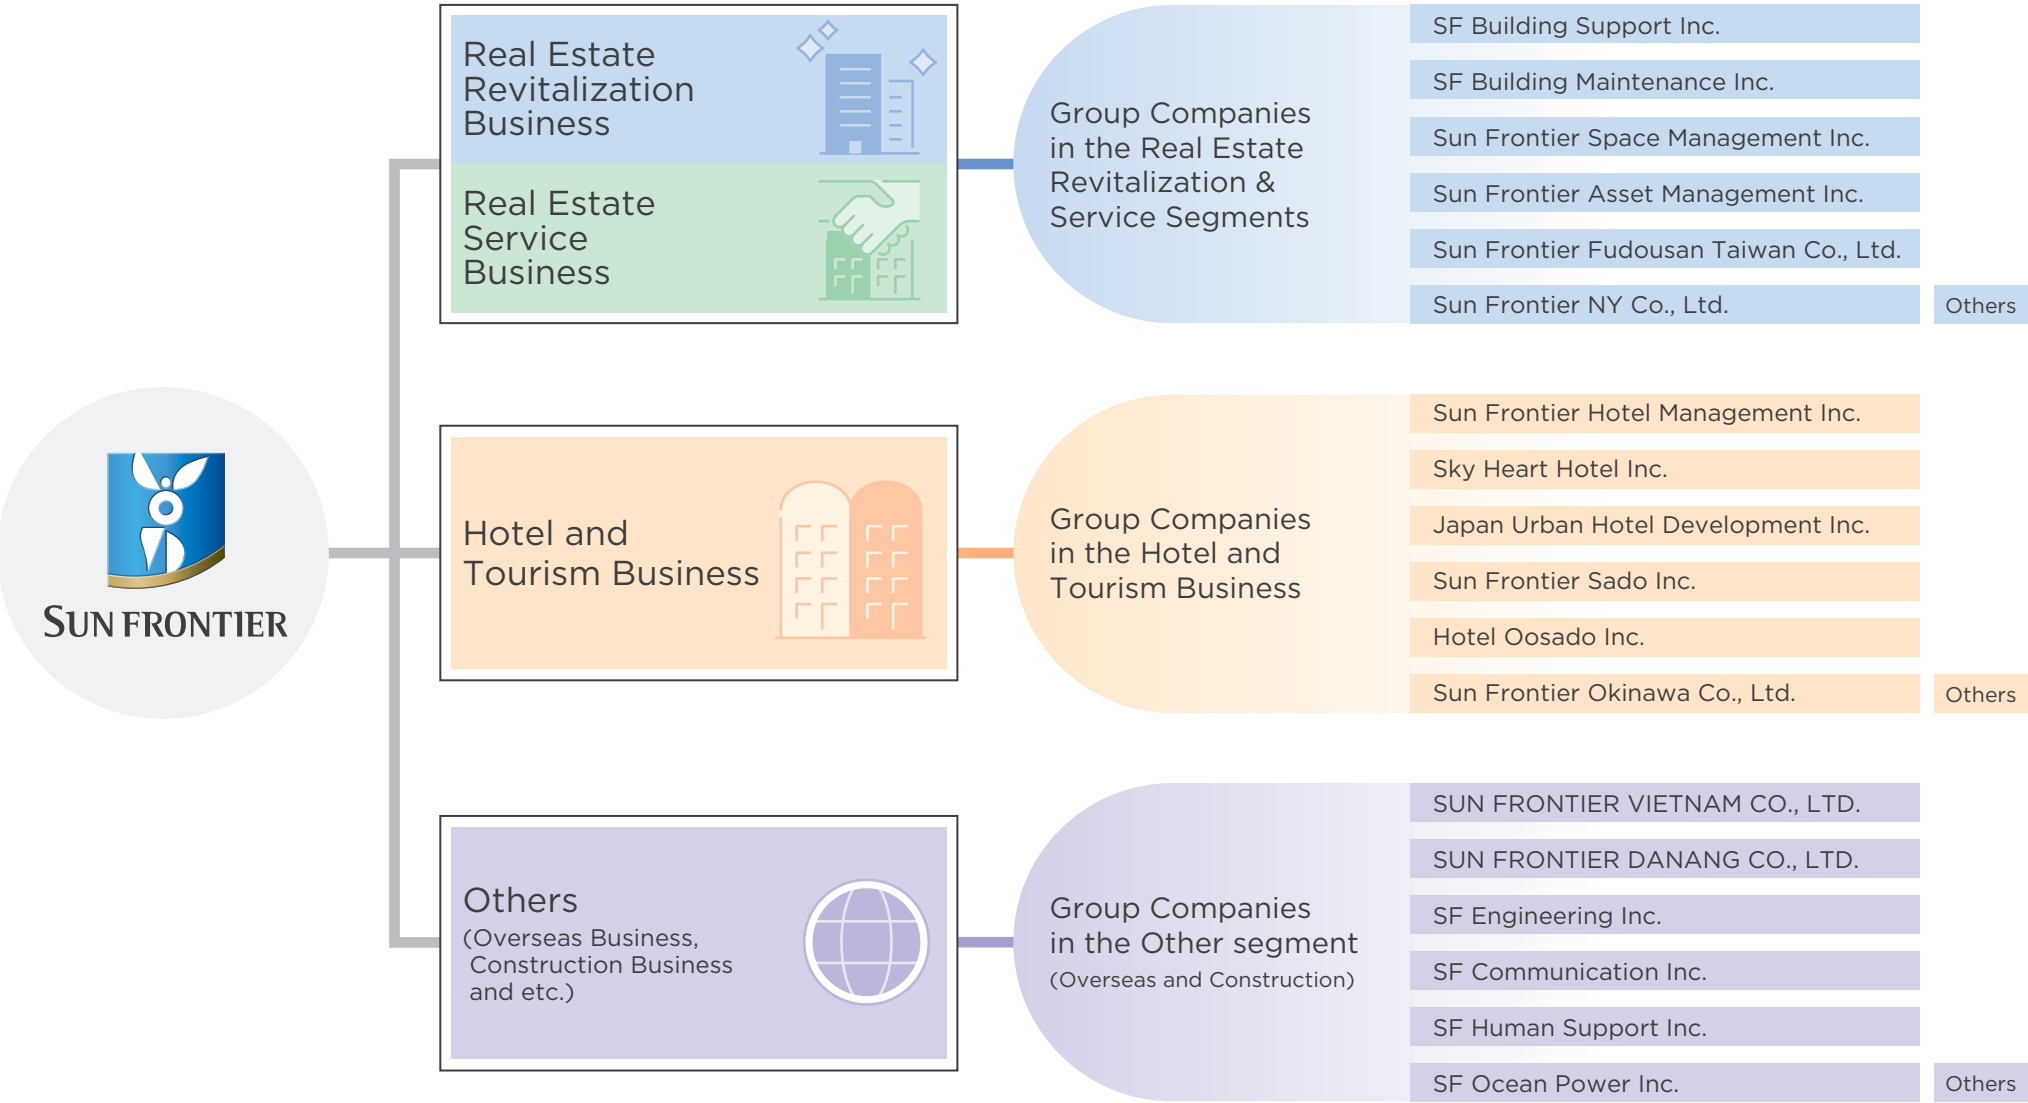 SUN FRONTIER
Real Estate
Revitalization
Business
Real Estate
Service
Business
Group Companies
in the Real Estate
Revitalization &
Service Segments
SF Building Support Inc.
SF Building Maintenance Inc.
Sun Frontier Space Management Inc.
Sun Frontier Asset Management Inc.
Sun Frontier Fudousan Taiwan Co., Ltd.
Sun Frontier NY Co., Ltd.
Others
Hotel and
Tourism Business
Group Companies
in the Hotel and
Tourism Business
Sun Frontier Hotel Management Inc.
Sky Heart Hotel Inc.
Japan Urban Hotel Development Inc.
Sun Frontier Sado Inc.
Hotel Oosado Inc.
Sun Frontier Okinawa Co., Ltd.
Others
Others
(Overseas Business,
Construction Business
and etc.)
Group Companies
in the Other segment
(Overseas and Construction)
SUN FRONTIER VIETNAM CO., LTD.
SUN FRONTIER DANANG CO., LTD.
SF Engineering Inc.
SF Communication Inc.
SF Human Support Inc.
SF Ocean Power Inc.
Others